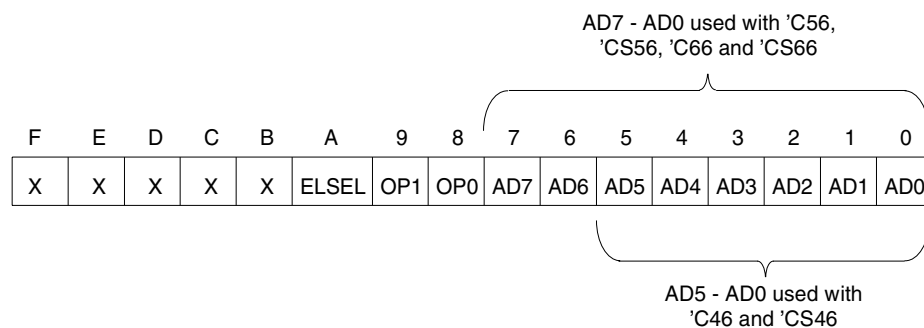 AD7 - AD0 used with 'C56,
'CS56, 'C66 and 'CS66
F E D C B A 9 8 7 6 5 4 3 2 1 0
X X X X X ELSEL OP1 OP0 AD7 AD6 AD5 AD4 AD3 AD2 AD1 AD0
AD5 - AD0 used with
'C46 and 'CS46